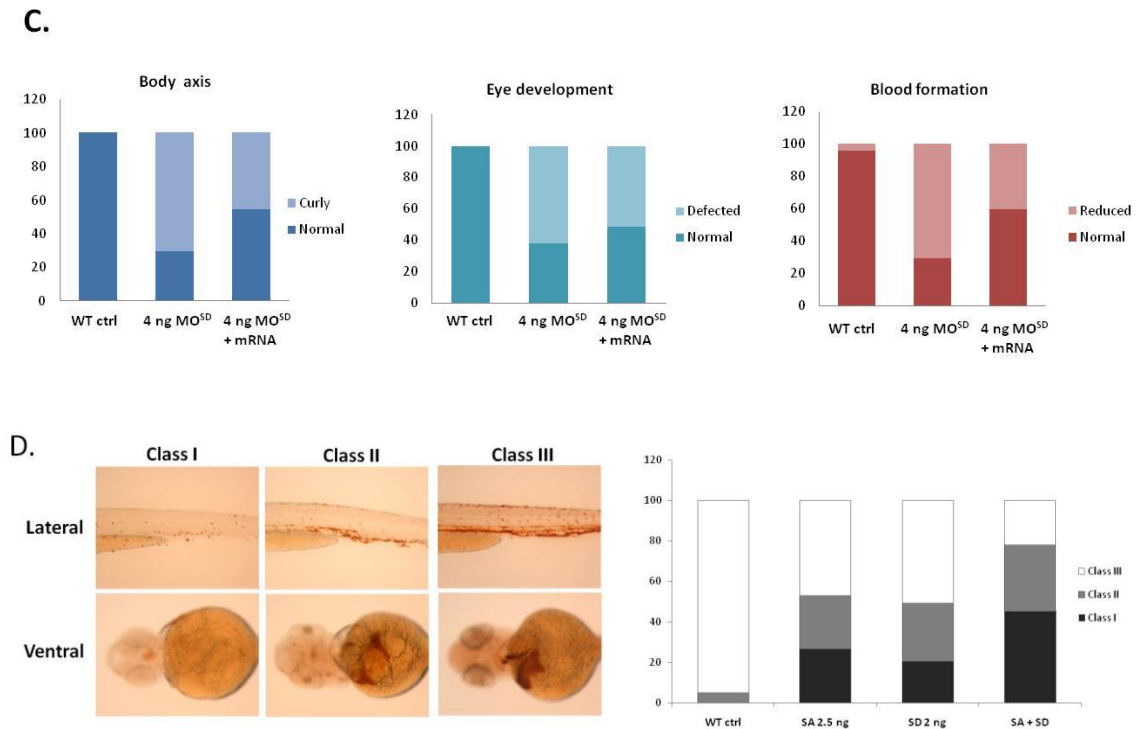 C.
Body axis
120
100
80
60
40
20
0
WT ctrl
4 ng MO^SD
4 ng MO^SD
+ mRNA
Curly
Normal
Eye development
120
100
80
60
40
20
0
WT ctrl
4 ng MO^SD
4 ng MO^SD
+ mRNA
Defected
Normal
Blood formation
120
100
80
60
40
20
0
WT ctrl
4 ng MO^SD
4 ng MO^SD
+ mRNA
Reduced
Normal
D.
Class I
Class II
Class III
Lateral
Ventral
120
100
80
60
40
20
0
WT ctrl
SA 2.5 ng
SD 2 ng
SA + SD
Class III
Class II
Class I